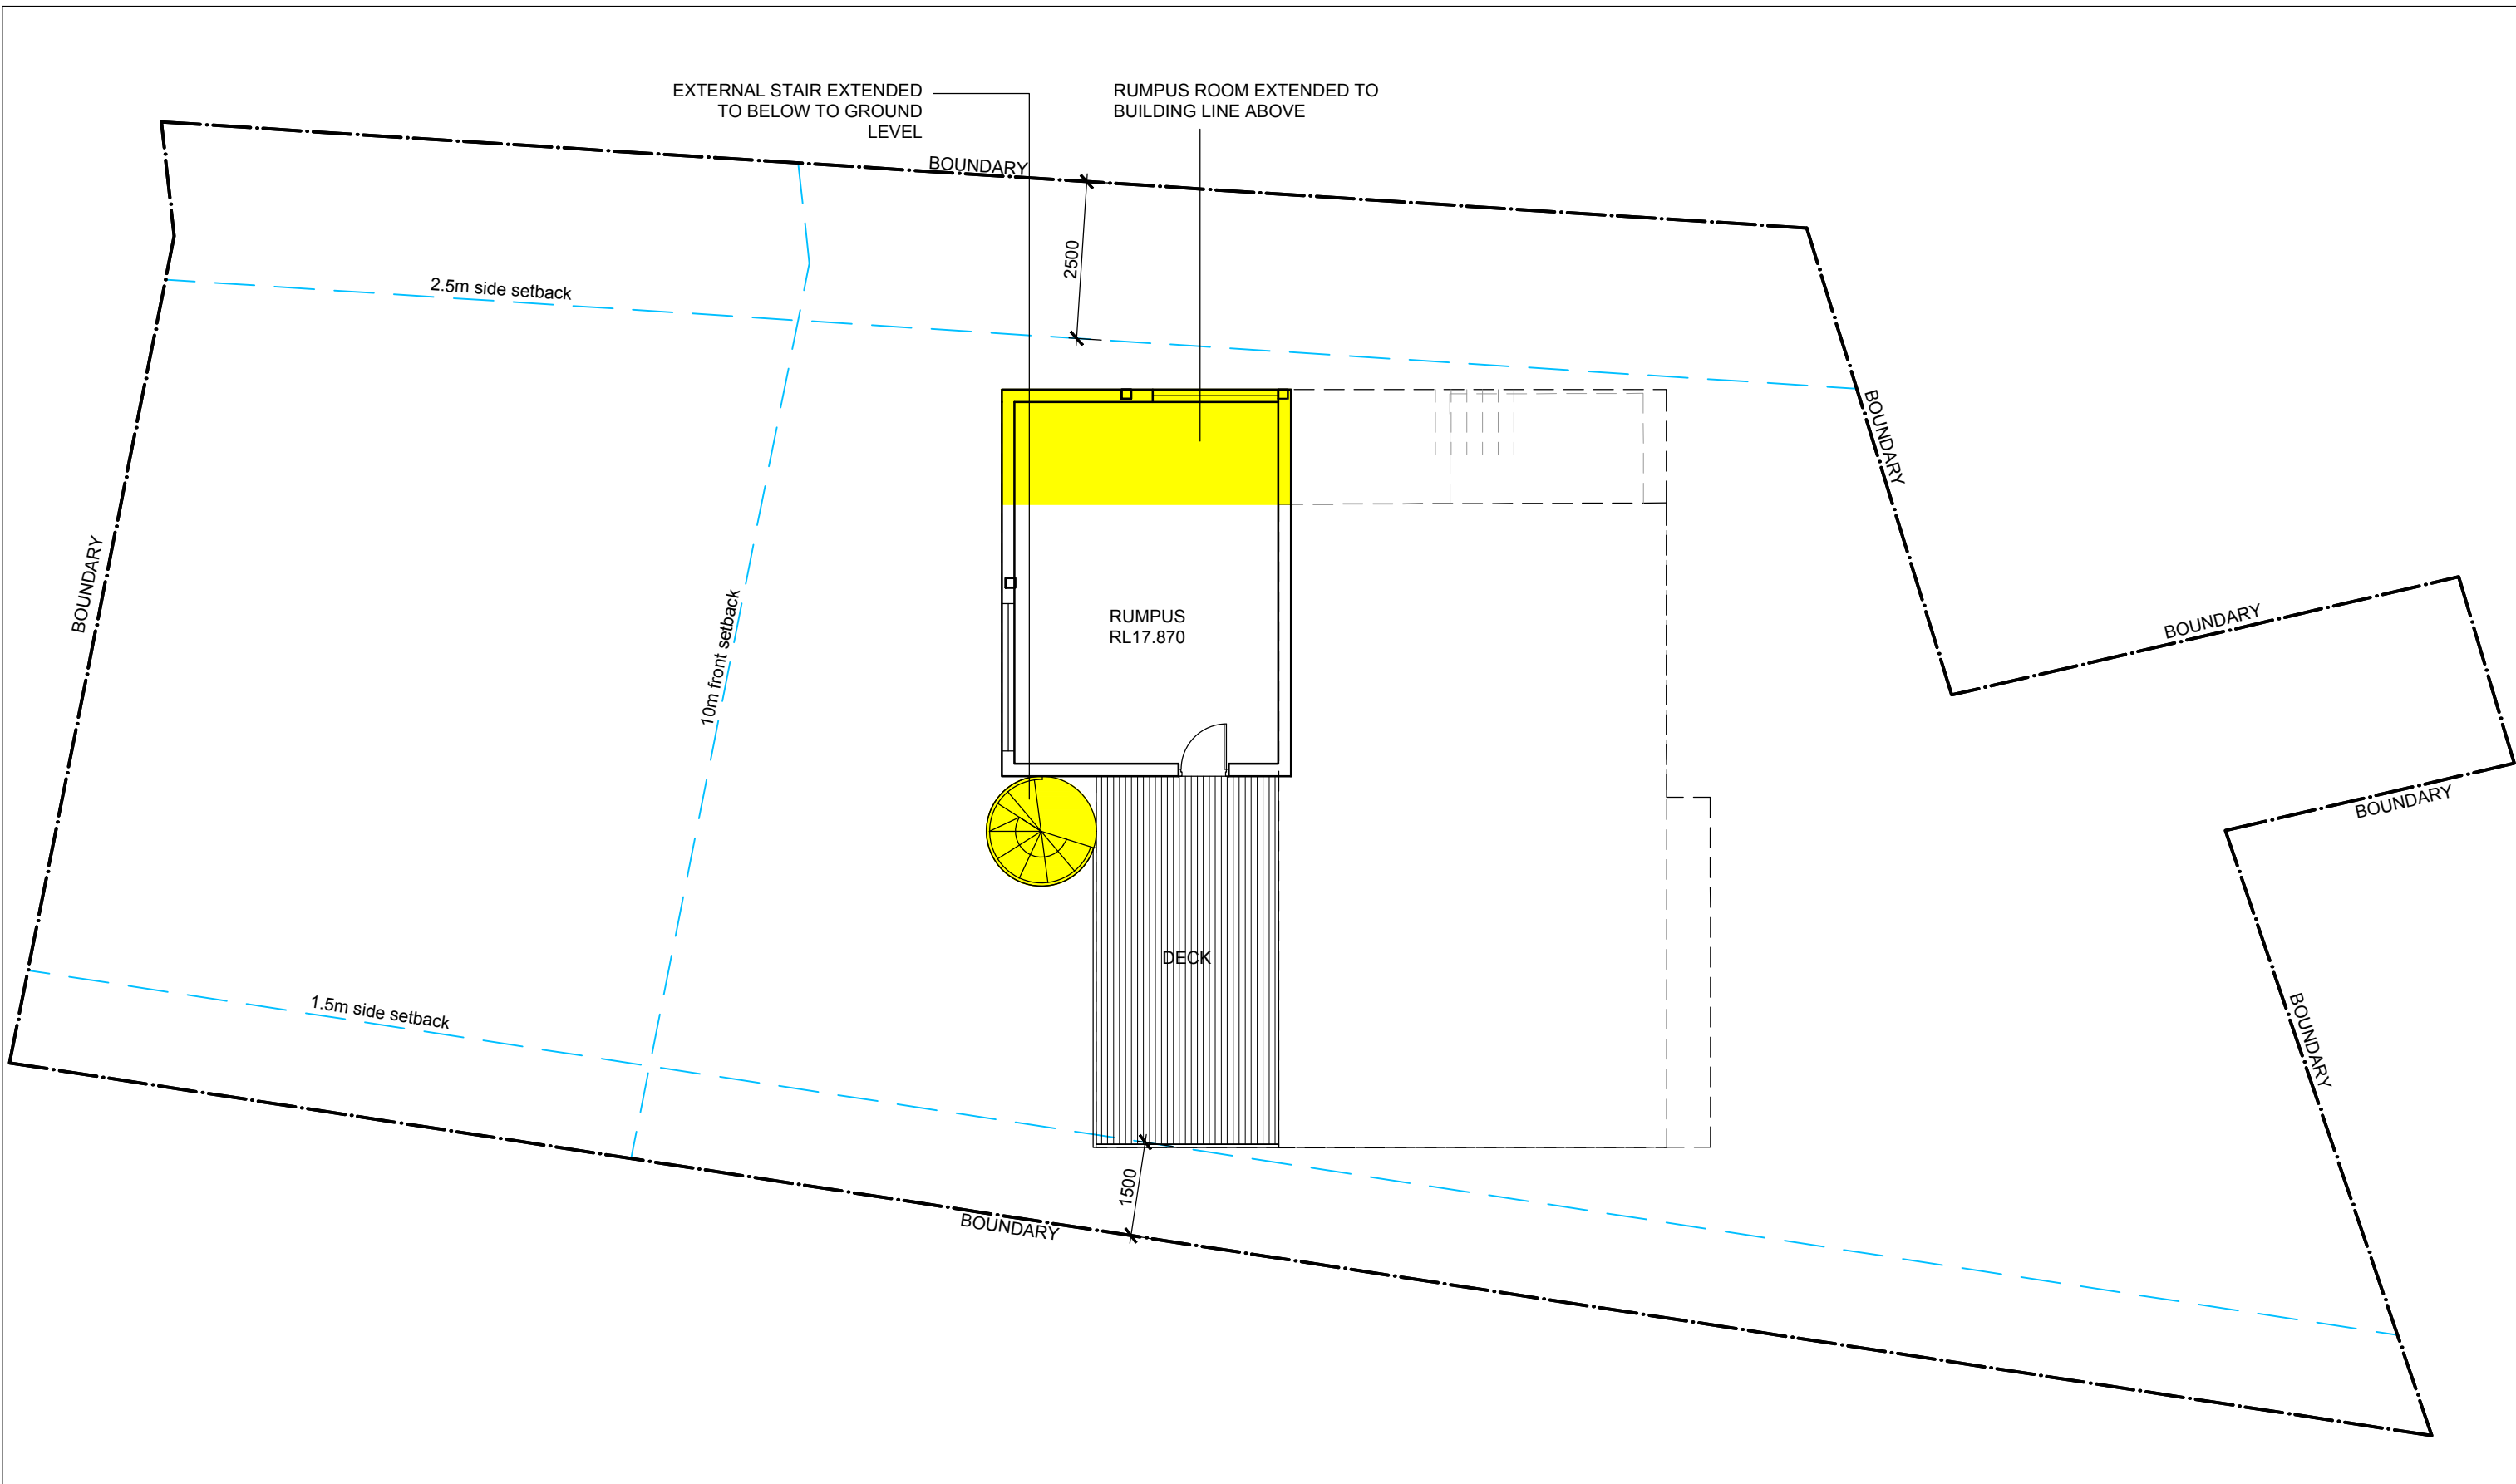 EXTERNAL STAIR EXTENDED
TO BELOW TO GROUND
LEVEL
RUMPUS ROOM EXTENDED TO
BUILDING LINE ABOVE
BOUNDARY
2500
2.5m side setback
BOUNDARY
BOUNDARY
10m front setback
RUMPUS
RL17.870
BOUNDARY
BOUNDARY
DECK
1.5m side setback
BOUNDARY
1500
BOUNDARY